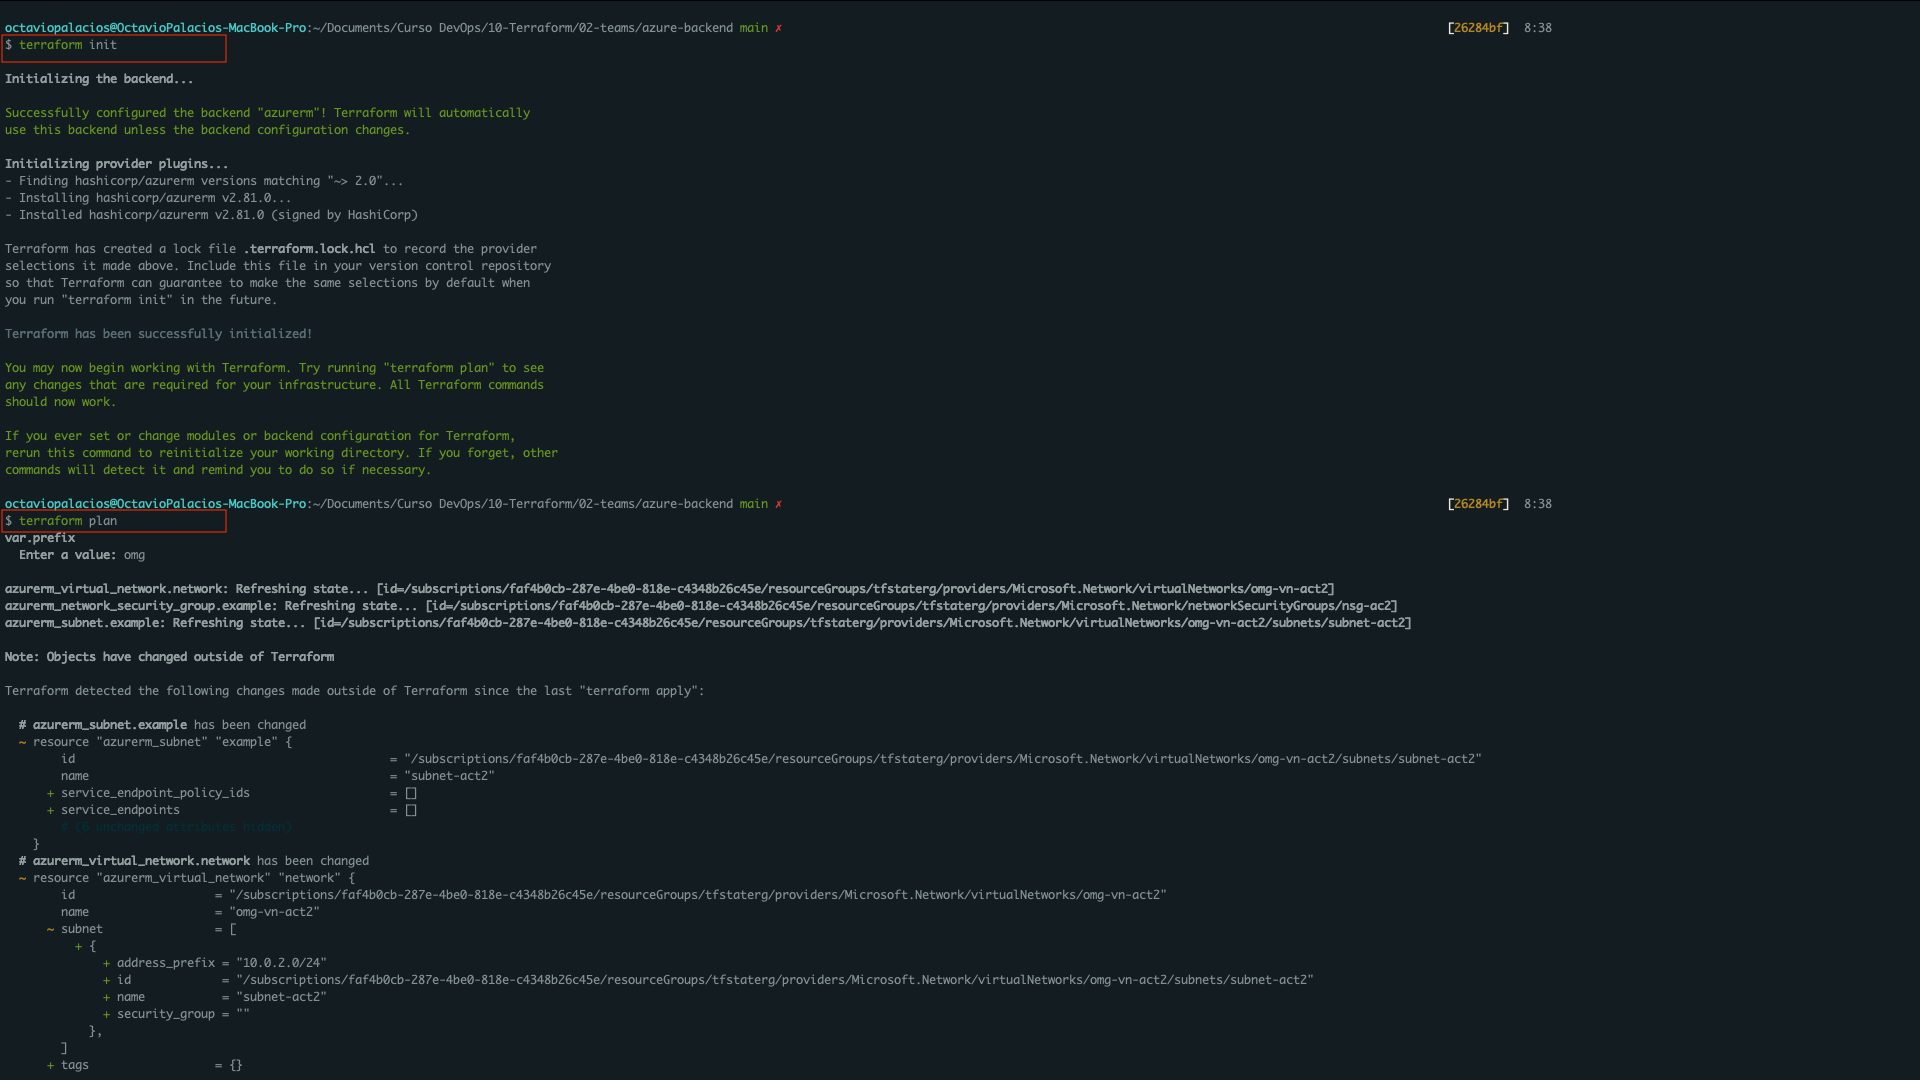 octaviopalacios@OctavioPalacios-MacBook-Pro:~/Documents/Curso DevOps/10-Terraform/02-teams/azure-backend main ✗ [26284bf] 8:38
$ terraform init
Initializing the backend...
Successfully configured the backend "azurerm"! Terraform will automatically
use this backend unless the backend configuration changes.
Initializing provider plugins...
- Finding hashicorp/azurerm versions matching "~> 2.0"...
- Installing hashicorp/azurerm v2.81.0...
- Installed hashicorp/azurerm v2.81.0 (signed by HashiCorp)
Terraform has created a lock file .terraform.lock.hcl to record the provider
selections it made above. Include this file in your version control repository
so that Terraform can guarantee to make the same selections by default when
you run "terraform init" in the future.
Terraform has been successfully initialized!
You may now begin working with Terraform. Try running "terraform plan" to see
any changes that are required for your infrastructure. All Terraform commands
should now work.
If you ever set or change modules or backend configuration for Terraform,
rerun this command to reinitialize your working directory. If you forget, other
commands will detect it and remind you to do so if necessary.
octaviopalacios@OctavioPalacios-MacBook-Pro:~/Documents/Curso DevOps/10-Terraform/02-teams/azure-backend main ✗ [26284bf] 8:38
$ terraform plan
var.prefix
Enter a value: omg
azurerm_virtual_network.network: Refreshing state... [id=/subscriptions/faf4b0cb-287e-4be0-818e-c4348b26c45e/resourceGroups/tfstaterg/providers/Microsoft.Network/virtualNetworks/omg-vn-act2]
azurerm_network_security_group.example: Refreshing state... [id=/subscriptions/faf4b0cb-287e-4be0-818e-c4348b26c45e/resourceGroups/tfstaterg/providers/Microsoft.Network/networkSecurityGroups/nsg-ac2]
azurerm_subnet.example: Refreshing state... [id=/subscriptions/faf4b0cb-287e-4be0-818e-c4348b26c45e/resourceGroups/tfstaterg/providers/Microsoft.Network/virtualNetworks/omg-vn-act2/subnets/subnet-act2]
Note: Objects have changed outside of Terraform
Terraform detected the following changes made outside of Terraform since the last "terraform apply":
# azurerm_subnet.example has been changed
~ resource "azurerm_subnet" "example" {
id = "/subscriptions/faf4b0cb-287e-4be0-818e-c4348b26c45e/resourceGroups/tfstaterg/providers/Microsoft.Network/virtualNetworks/omg-vn-act2/subnets/subnet-act2"
name = "subnet-act2"
+ service_endpoint_policy_ids = []
+ service_endpoints = []
# (6 unchanged attributes hidden)
}
# azurerm_virtual_network.network has been changed
~ resource "azurerm_virtual_network" "network" {
id = "/subscriptions/faf4b0cb-287e-4be0-818e-c4348b26c45e/resourceGroups/tfstaterg/providers/Microsoft.Network/virtualNetworks/omg-vn-act2"
name = "omg-vn-act2"
~ subnet = [
+ {
+ address_prefix = "10.0.2.0/24"
+ id = "/subscriptions/faf4b0cb-287e-4be0-818e-c4348b26c45e/resourceGroups/tfstaterg/providers/Microsoft.Network/virtualNetworks/omg-vn-act2/subnets/subnet-act2"
+ name = "subnet-act2"
+ security_group = ""
},
]
+ tags = {}